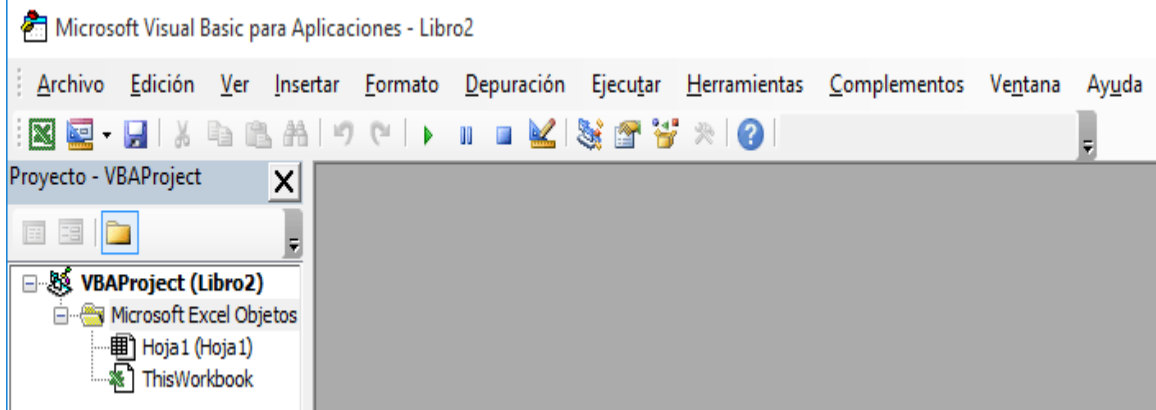 Microsoft Visual Basic para Aplicaciones - Libro2
Archivo Edición Ver Insertar Formato Depuración Ejecutar Herramientas Complementos Ventana Ayuda
Proyecto - VBAProject
VBAProject (Libro2)
Microsoft Excel Objetos
Hoja1 (Hoja1)
ThisWorkbook